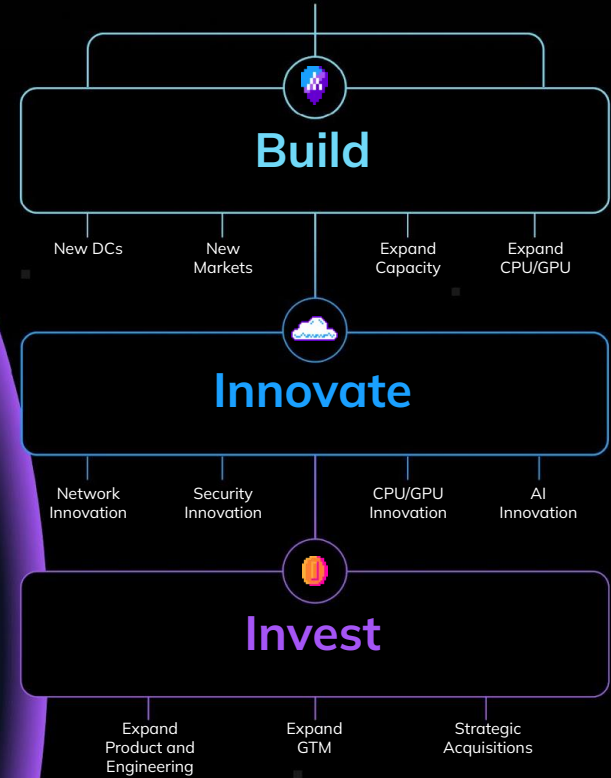 Build
New DCs
New
Markets
Expand
Capacity
Expand
CPU/GPU
Innovate
Network
Innovation
Security
Innovation
CPU/GPU
Innovation
AI
Innovation
Invest
Expand
Product and
Engineering
Expand
GTM
Strategic
Acquisitions